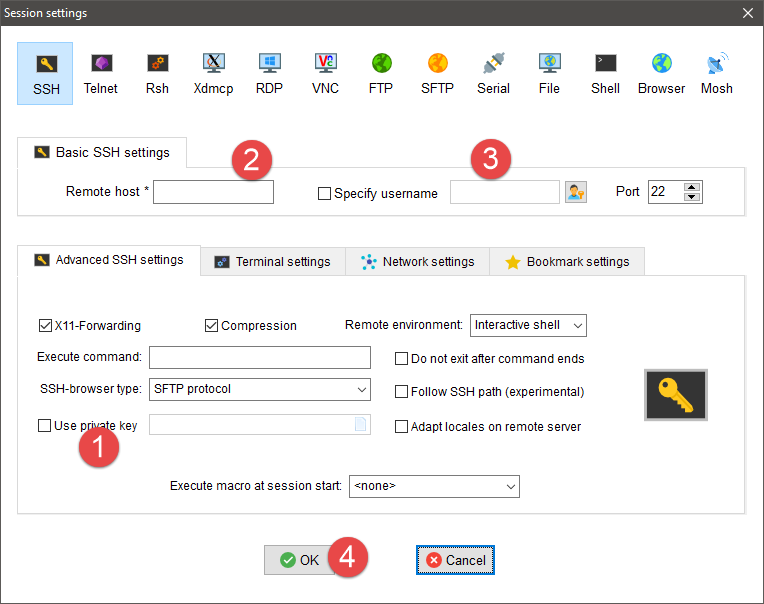 Session settings
SSH Telnet Rsh Xdmcp RDP VNC FTP SFTP Serial File Shell Browser Mosh
Basic SSH settings
2 3
Remote host * Specify username Port 22
Advanced SSH settings Terminal settings Network settings Bookmark settings
X11-Forwarding Compression Remote environment: Interactive shell
Execute command: Do not exit after command ends
SSH-browser type: SFTP protocol Follow SSH path (experimental)
Use private key Adapt locales on remote server
1
Execute macro at session start: <none>
OK 4 Cancel